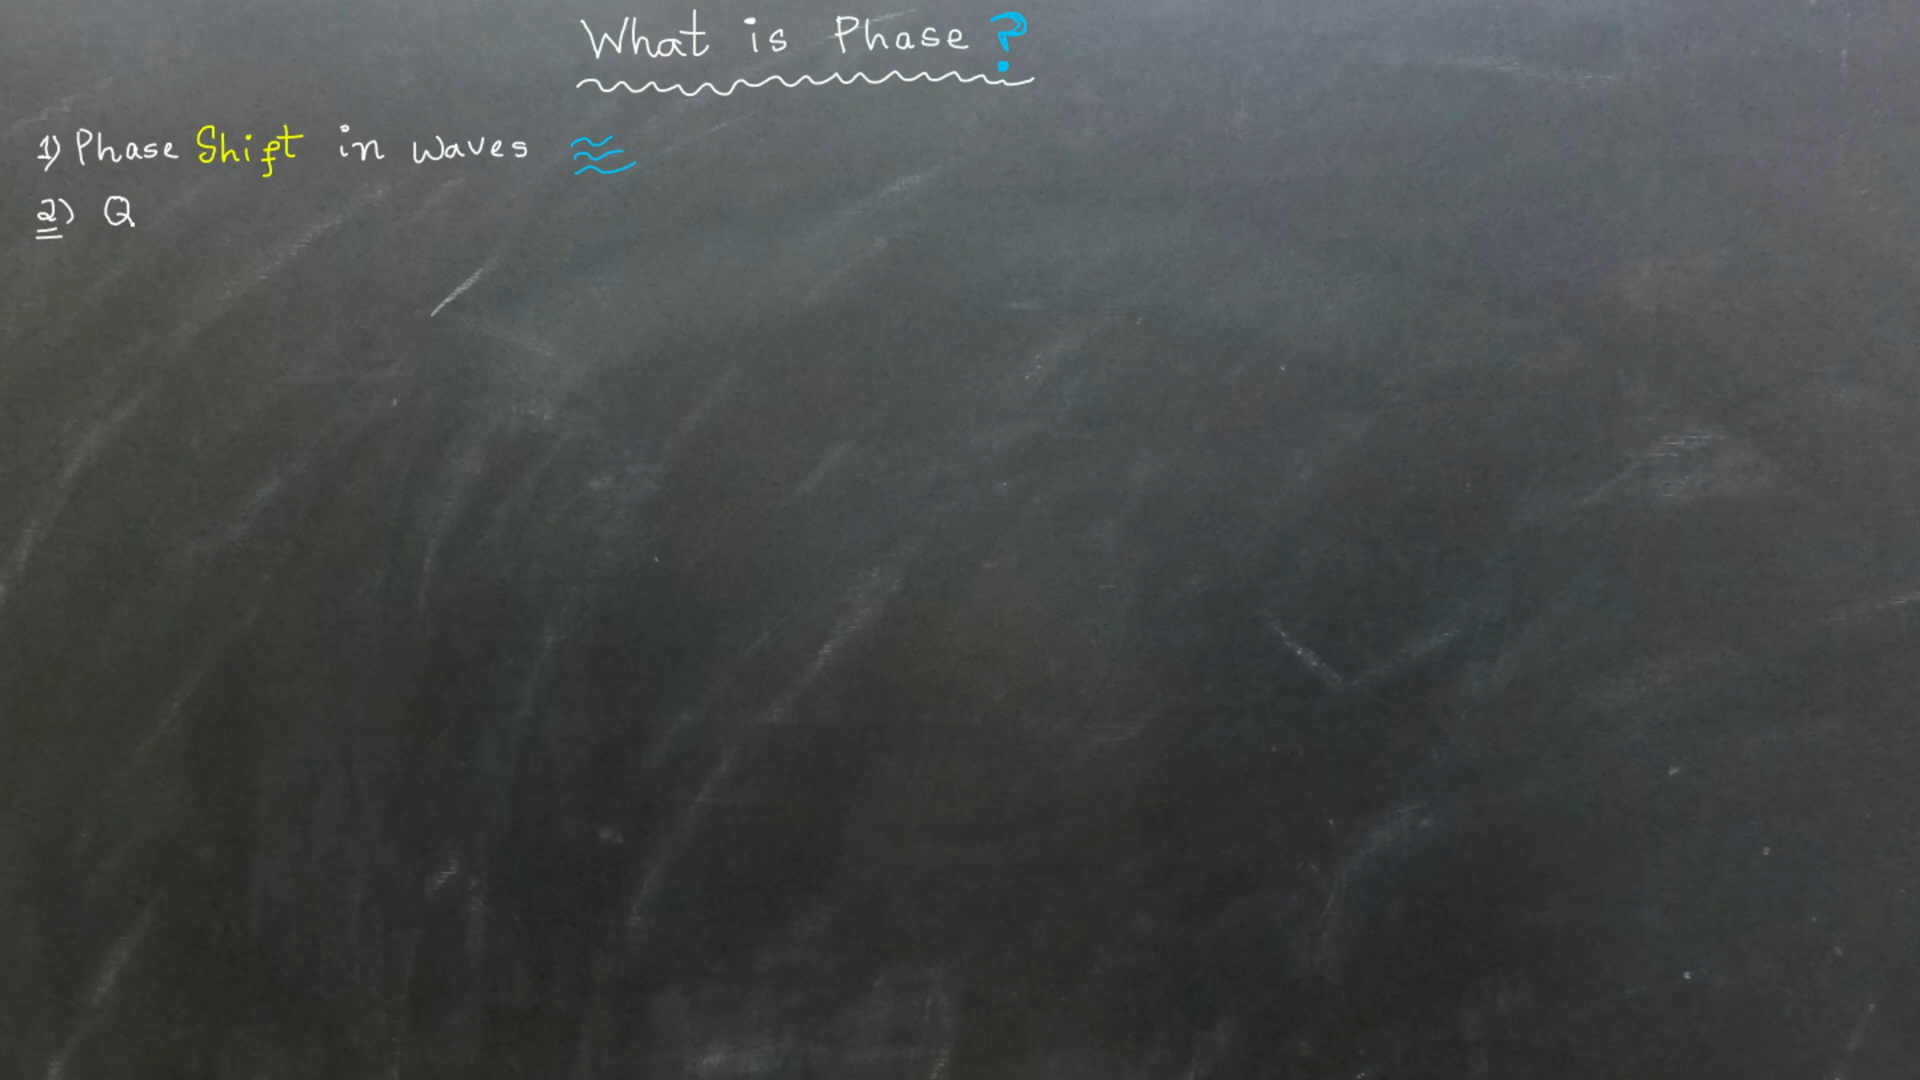 What is Phase?
1) Phase Shift in waves
2) Q